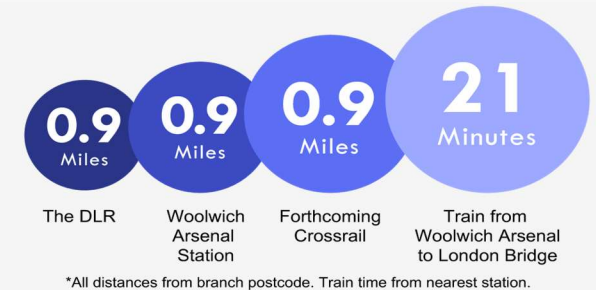 0.9
Miles
0.9
Miles
0.9
Miles
21
Minutes
The DLR
Woolwich
Arsenal
Station
Forthcoming
Crossrail
Train from
Woolwich Arsenal
to London Bridge
*All distances from branch postcode. Train time from nearest station.